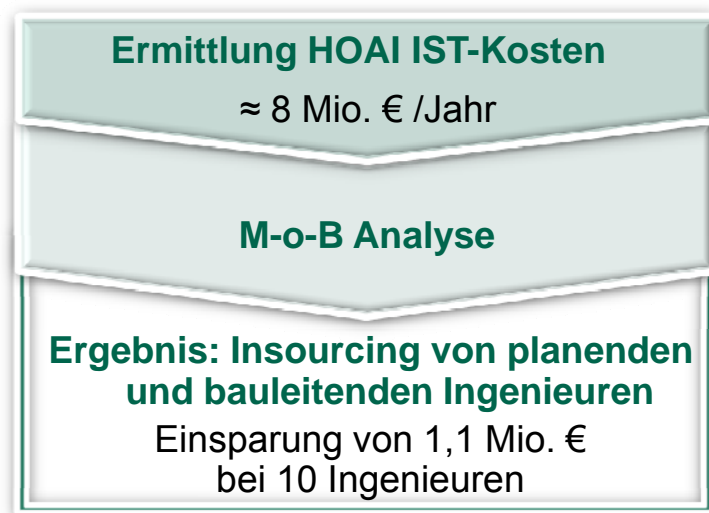 Ermittlung HOAI IST-Kosten
≈ 8 Mio. € /Jahr
M-o-B Analyse
Ergebnis: Insourcing von planenden
und bauleitenden Ingenieuren
Einsparung von 1,1 Mio. €
bei 10 Ingenieuren